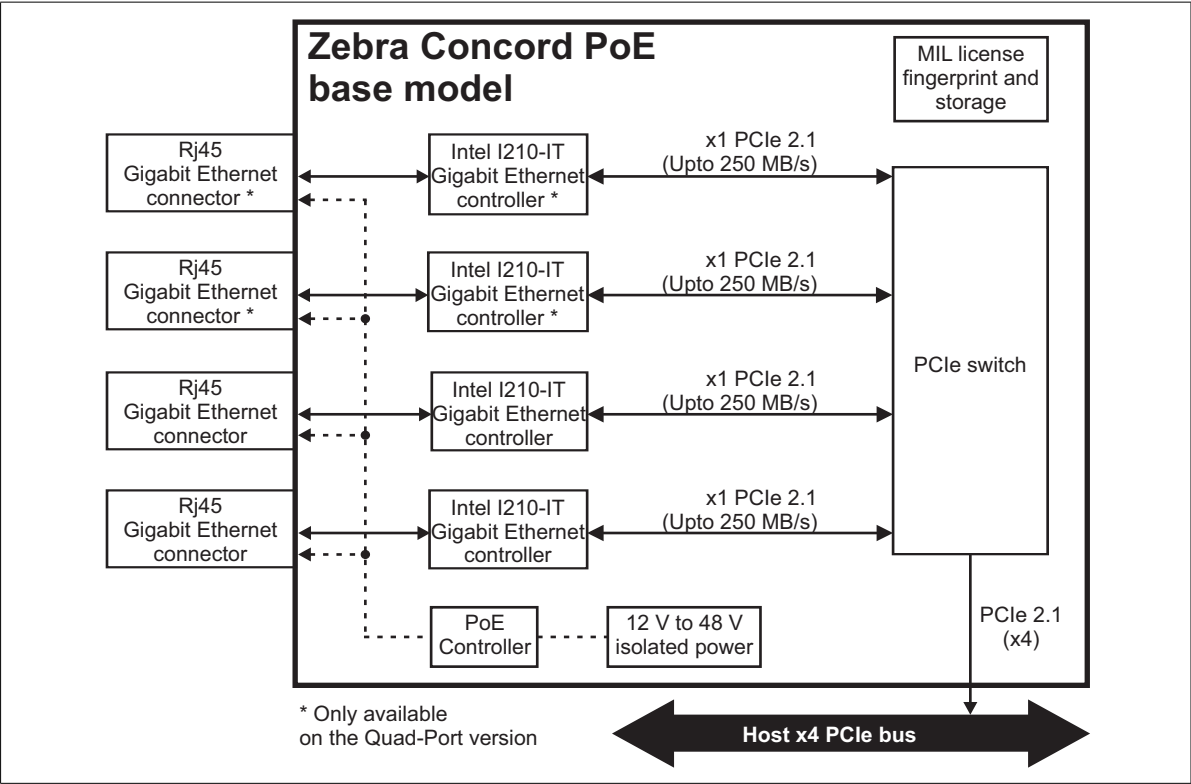 Zebra Concord PoE
base model
MIL license
fingerprint and
storage
Rj45
Gigabit Ethernet
connector *
Intel I210-IT
Gigabit Ethernet
controller *
x1 PCIe 2.1
(Upto 250 MB/s)
Rj45
Gigabit Ethernet
connector *
Intel I210-IT
Gigabit Ethernet
controller *
x1 PCIe 2.1
(Upto 250 MB/s)
PCIe switch
Rj45
Gigabit Ethernet
connector
Intel I210-IT
Gigabit Ethernet
controller
x1 PCIe 2.1
(Upto 250 MB/s)
Rj45
Gigabit Ethernet
connector
Intel I210-IT
Gigabit Ethernet
controller
x1 PCIe 2.1
(Upto 250 MB/s)
PoE
Controller
12 V to 48 V
isolated power
PCIe 2.1
(x4)
* Only available
on the Quad-Port version
Host x4 PCIe bus